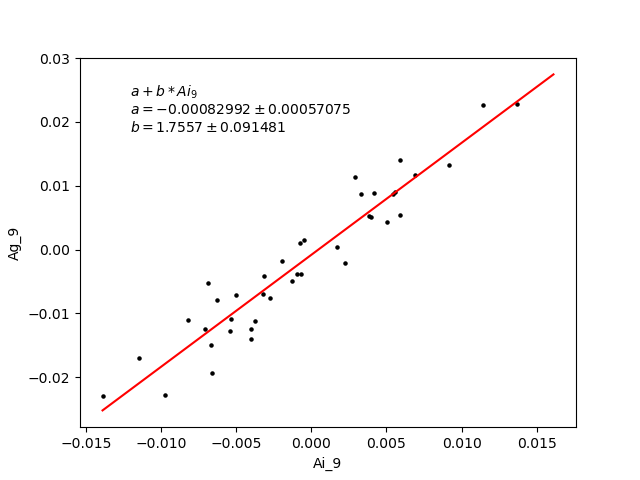 0.03
a + b * Ai₉
a = −0.00082992 ± 0.00057075
b = 1.7557 ± 0.091481
0.02
0.01
0.00
−0.01
−0.02
Ag_9
−0.015 −0.010 −0.005 0.000 0.005 0.010 0.015
Ai_9